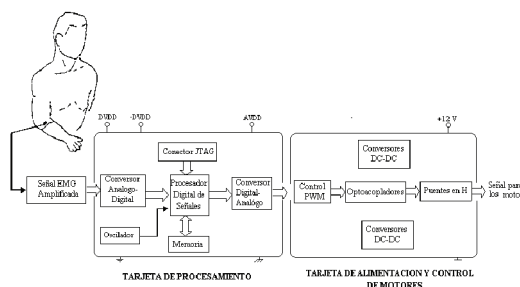 DVDD
-DVDD
AVDD
+12 V
Conector JTAG
Conversores
DC-DC
Señal EMG
Amplificada
Conversor
Analogo-
Digital
Procesador
Digital de
Señales
Conversor
Digital-
Analógo
Control
PWM
Optoacopladores
Puentes en H
Señal para
los moto
Oscilador
Memoria
Conversores
DC-DC
TARJETA DE PROCESAMIENTO
TARJETA DE ALIMENTACION Y CONTROL
DE MOTORES